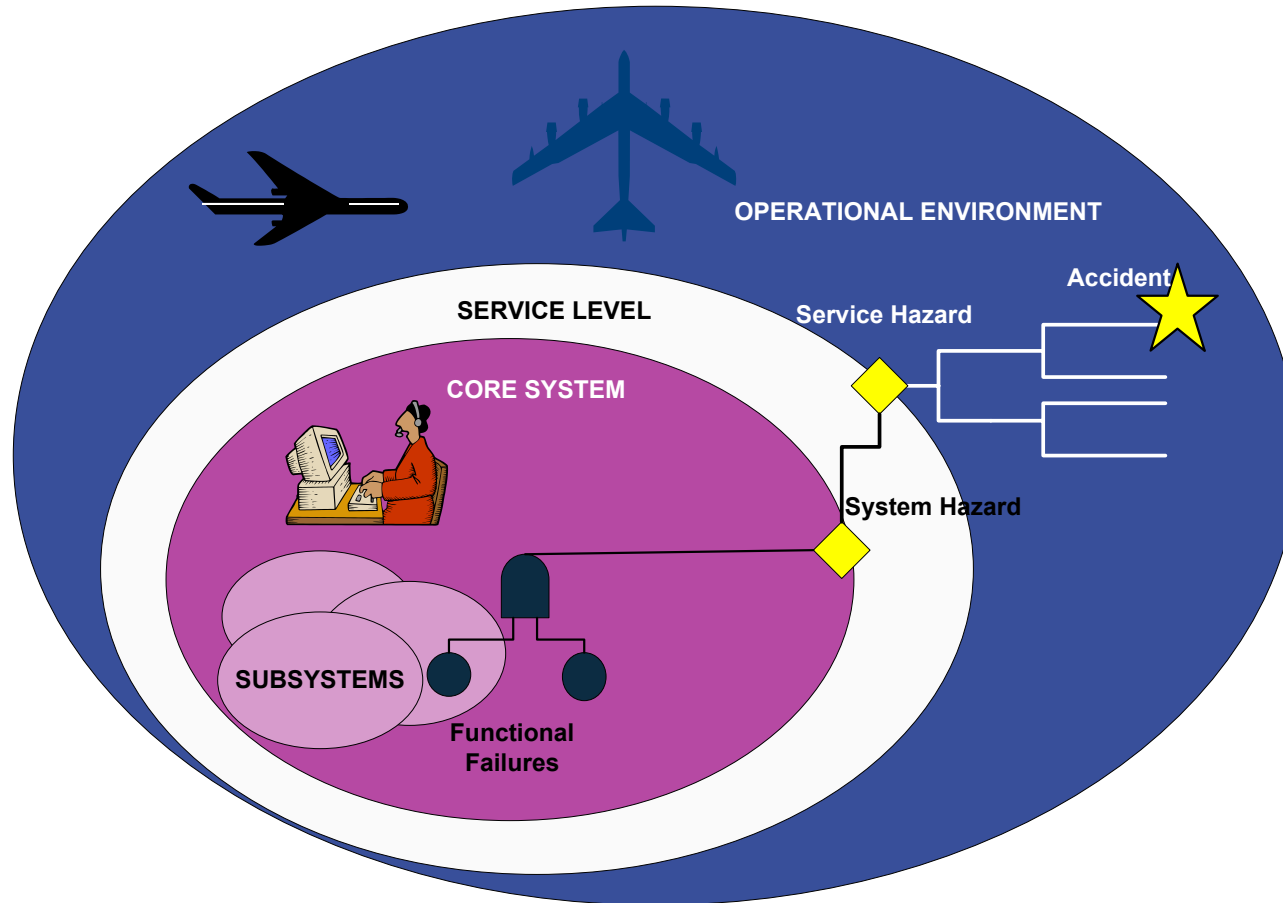 OPERATIONAL ENVIRONMENT
Accident
SERVICE LEVEL
Service Hazard
CORE SYSTEM
System Hazard
SUBSYSTEMS
Functional
Failures